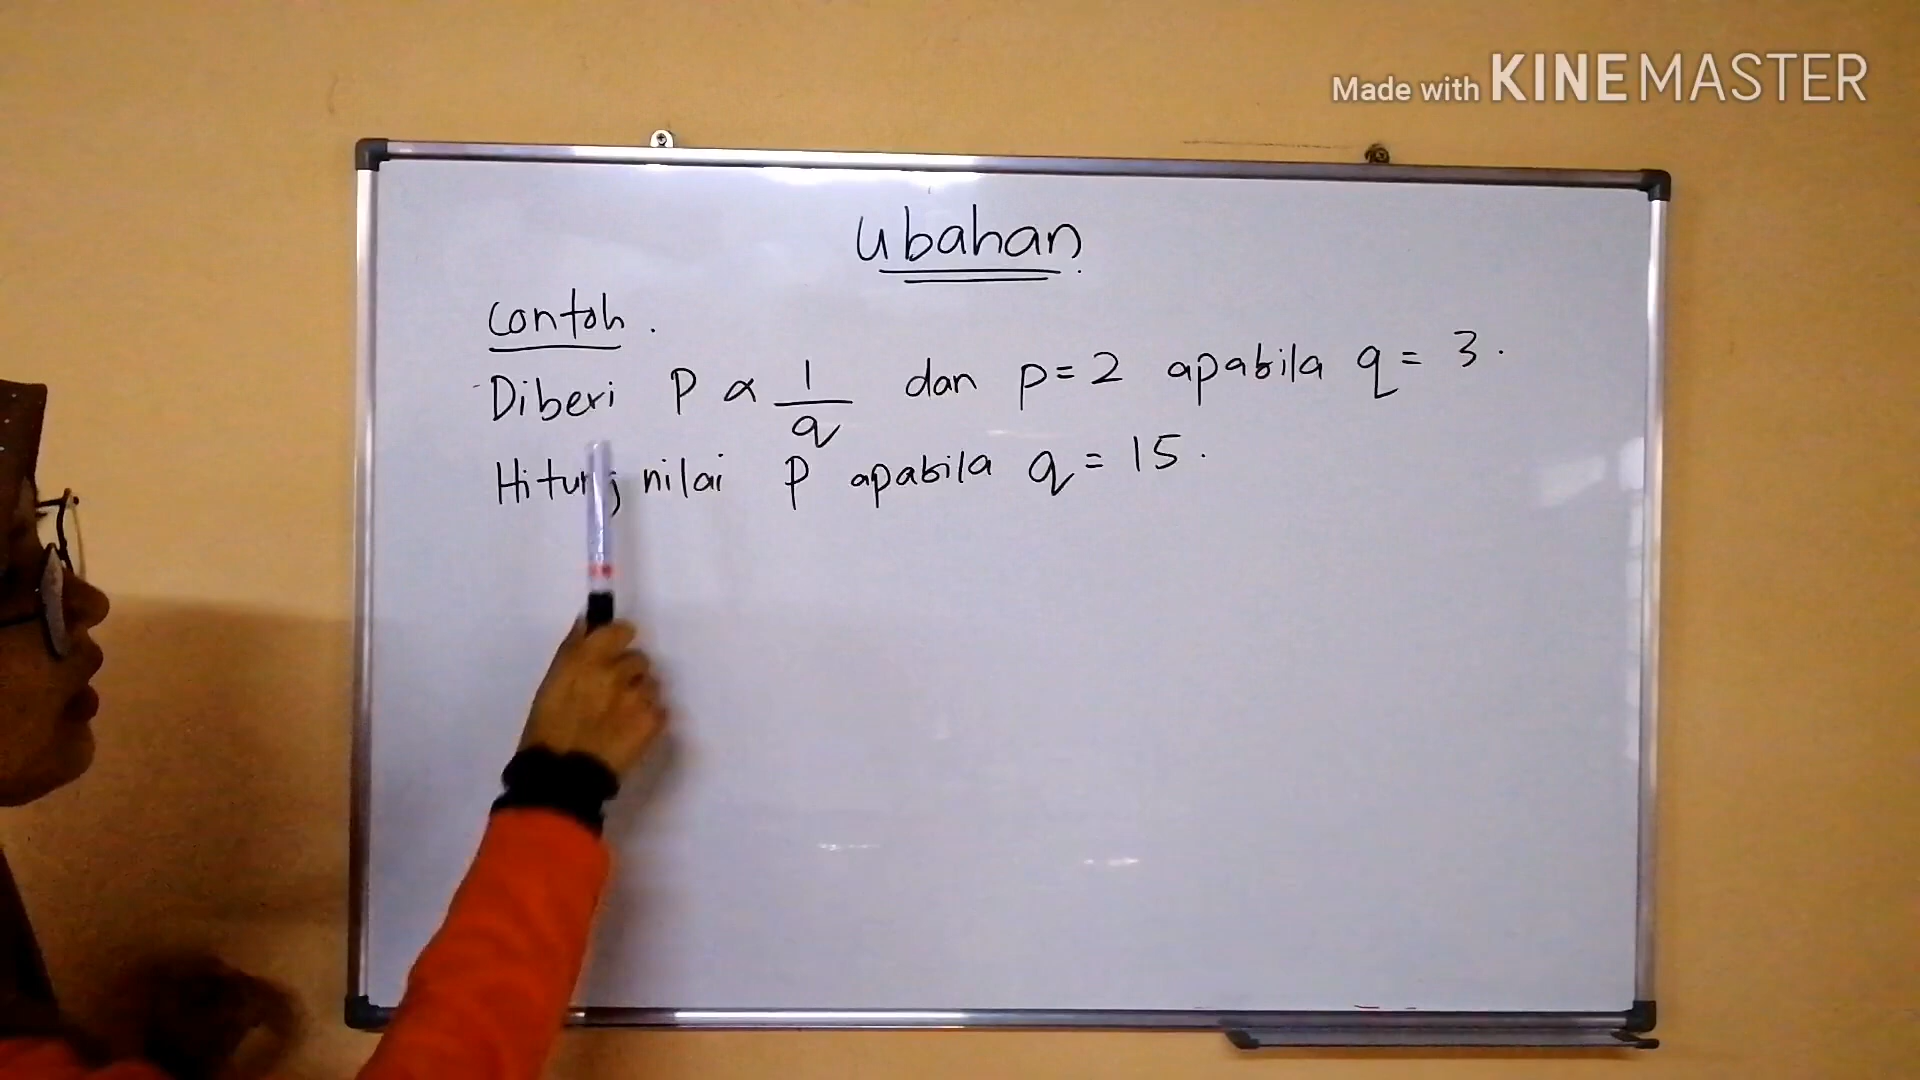 Made with KINEMASTER
Ubahan
Contoh.
Diberi P ∝ 1/q dan p = 2 apabila q = 3.
Hitung nilai P apabila q = 15.